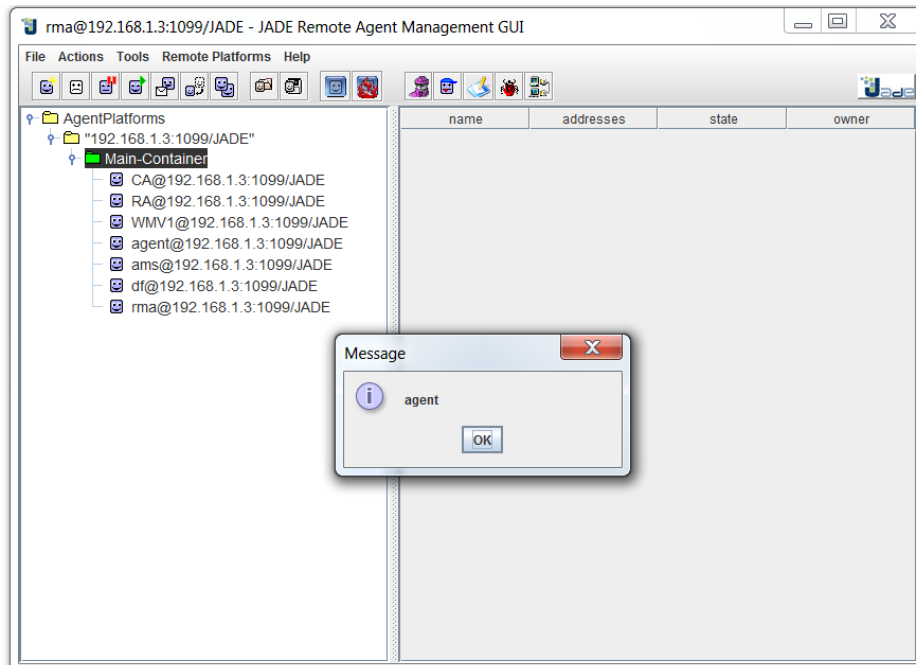 rma@192.168.1.3:1099/JADE - JADE Remote Agent Management GUI
File Actions Tools Remote Platforms Help
Jade
AgentPlatforms
"192.168.1.3:1099/JADE"
Main-Container
CA@192.168.1.3:1099/JADE
RA@192.168.1.3:1099/JADE
WMV1@192.168.1.3:1099/JADE
agent@192.168.1.3:1099/JADE
ams@192.168.1.3:1099/JADE
df@192.168.1.3:1099/JADE
rma@192.168.1.3:1099/JADE
name addresses state owner
Message
agent
OK